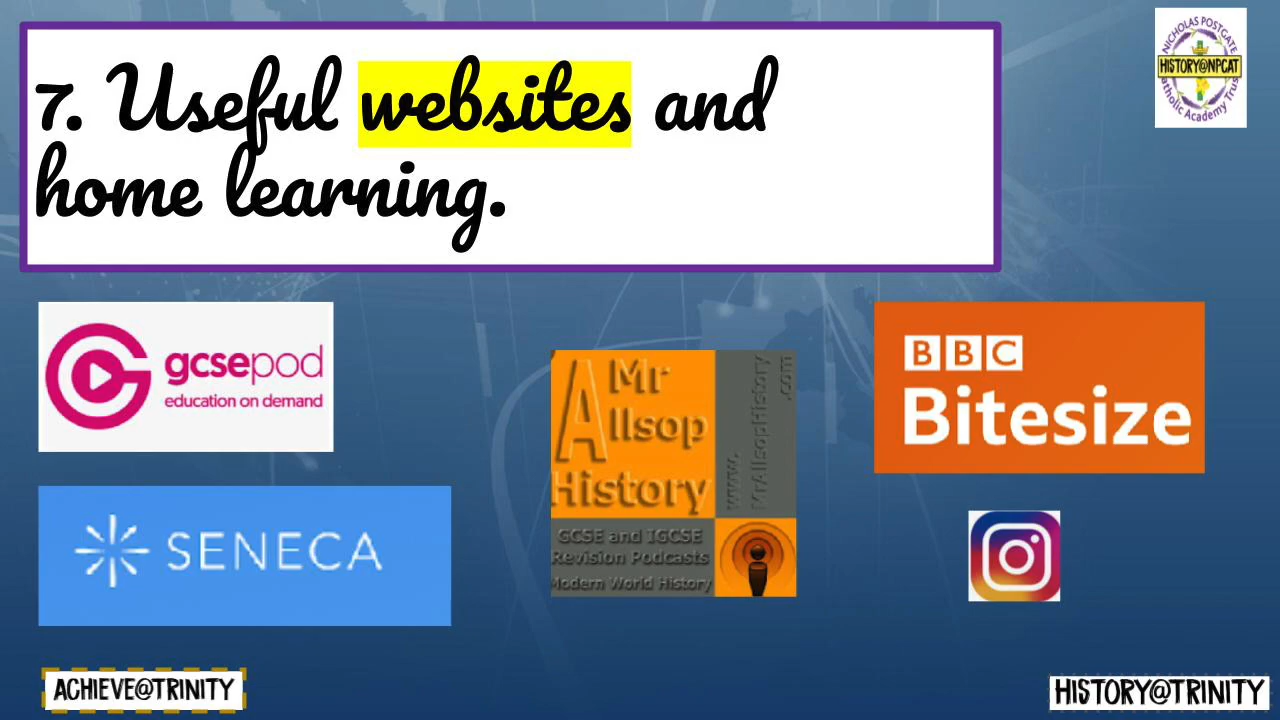 7. Useful websites and
home learning.
NICHOLAS POSTGATE
HISTORY@NPCAT
Catholic Academy Trust
gcsepod
education on demand
SENECA
Mr
Allsop
History
www.
MrAllsopHistory
.com
GCSE and IGCSE
Revision Podcasts
Modern World History
BBC
Bitesize
ACHIEVE@TRINITY
HISTORY@TRINITY